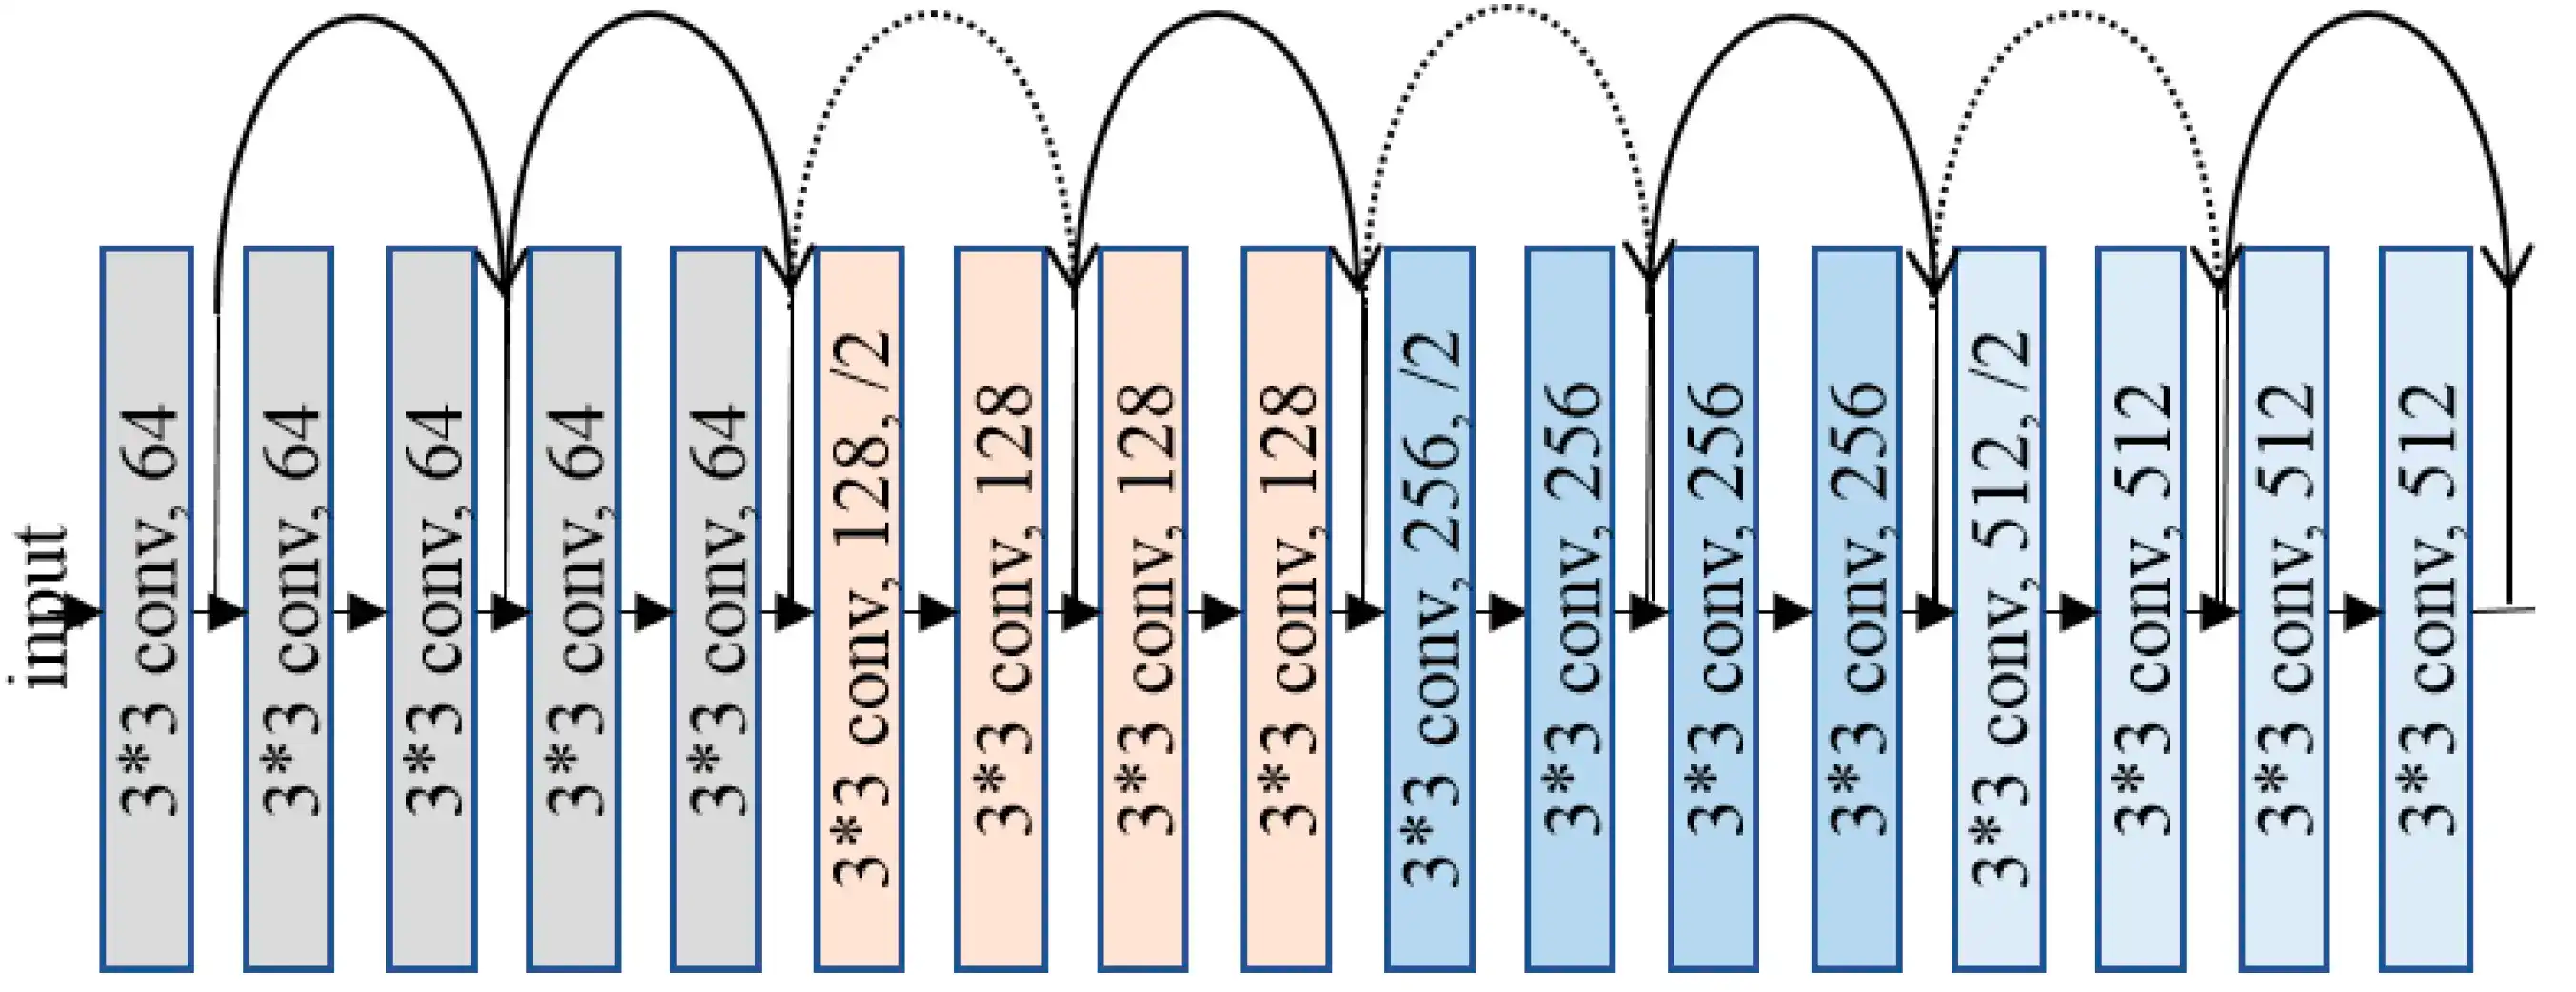 input
3*3 conv, 64
3*3 conv, 64
3*3 conv, 64
3*3 conv, 64
3*3 conv, 64
3*3 conv, 128, /2
3*3 conv, 128
3*3 conv, 128
3*3 conv, 128
3*3 conv, 256, /2
3*3 conv, 256
3*3 conv, 256
3*3 conv, 256
3*3 conv, 512, /2
3*3 conv, 512
3*3 conv, 512
3*3 conv, 512